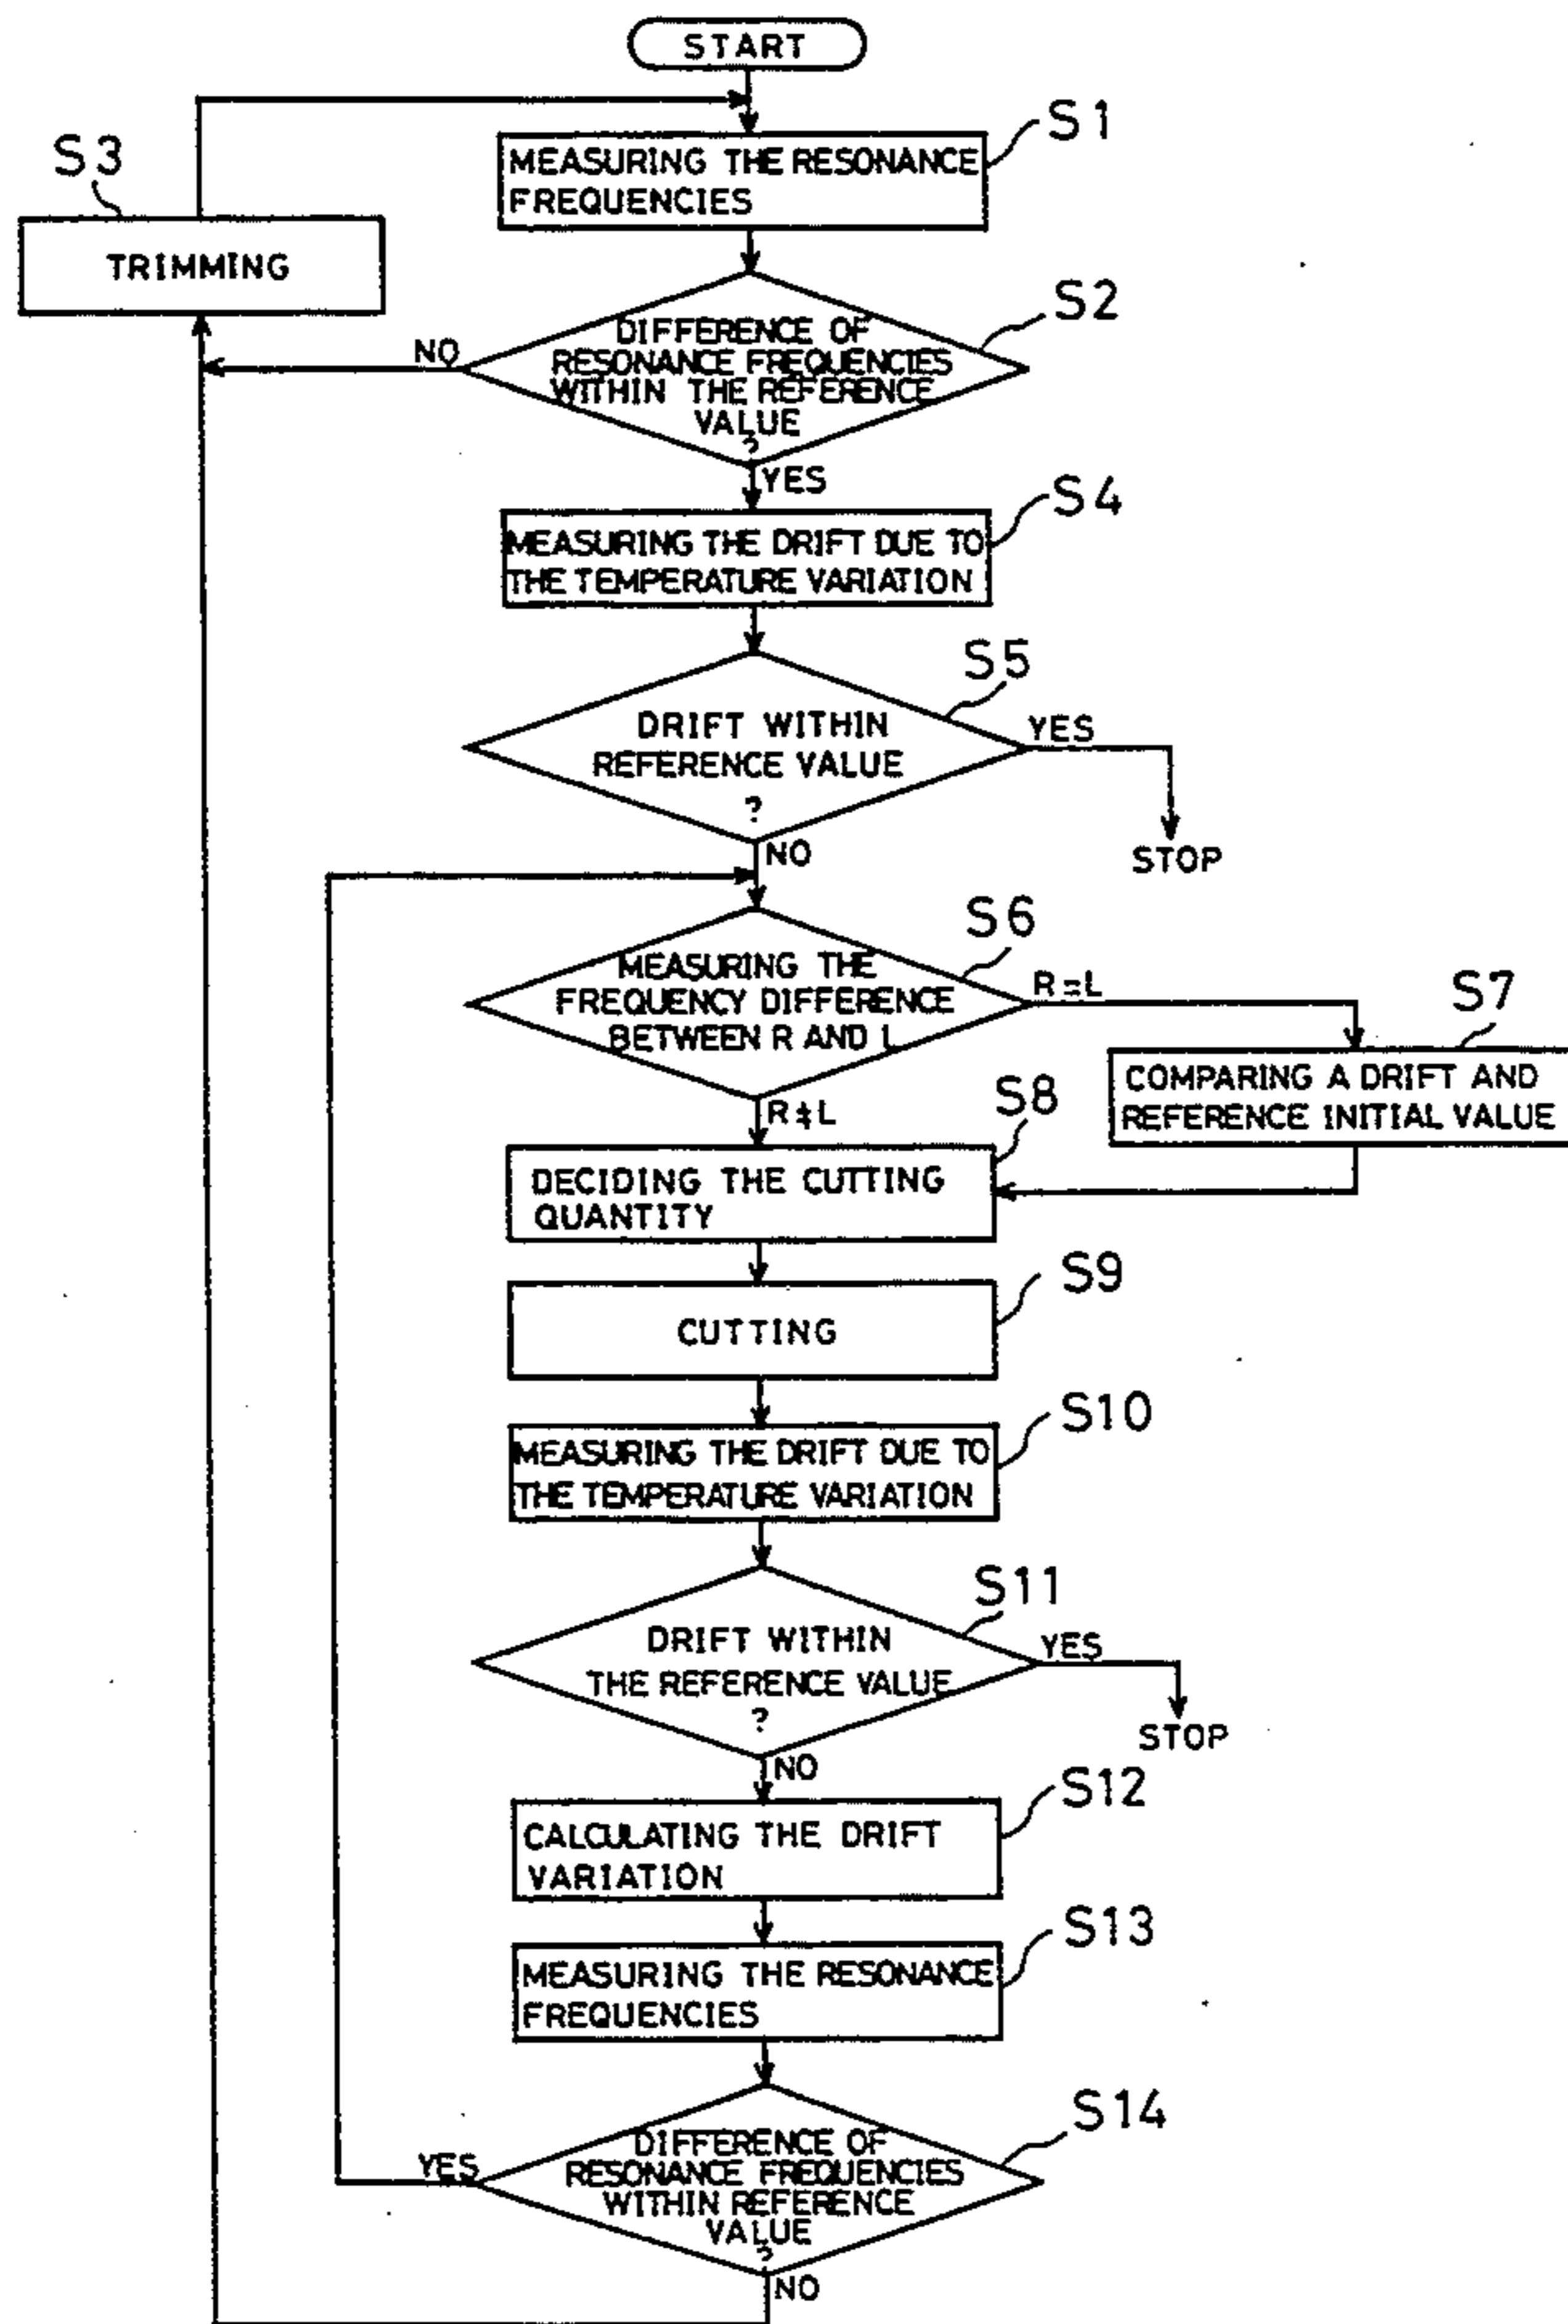 START
S1
MEASURING THE RESONANCE
FREQUENCIES
S3
TRIMMING
S2
DIFFERENCE OF
RESONANCE FREQUENCIES
WITHIN THE REFERENCE
VALUE
?
NO
YES
S4
MEASURING THE DRIFT DUE TO
THE TEMPERATURE VARIATION
S5
DRIFT WITHIN
REFERENCE VALUE
?
YES
STOP
NO
S6
MEASURING THE
FREQUENCY DIFFERENCE
BETWEEN R AND L
R=L
S7
COMPARING A DRIFT AND
REFERENCE INITIAL VALUE
R≠L
S8
DECIDING THE CUTTING
QUANTITY
S9
CUTTING
S10
MEASURING THE DRIFT DUE TO
THE TEMPERATURE VARIATION
S11
DRIFT WITHIN
THE REFERENCE VALUE
?
YES
STOP
NO
S12
CALCULATING THE DRIFT
VARIATION
S13
MEASURING THE RESONANCE
FREQUENCIES
S14
DIFFERENCE OF
RESONANCE FREQUENCIES
WITHIN REFERENCE
VALUE
?
YES
NO